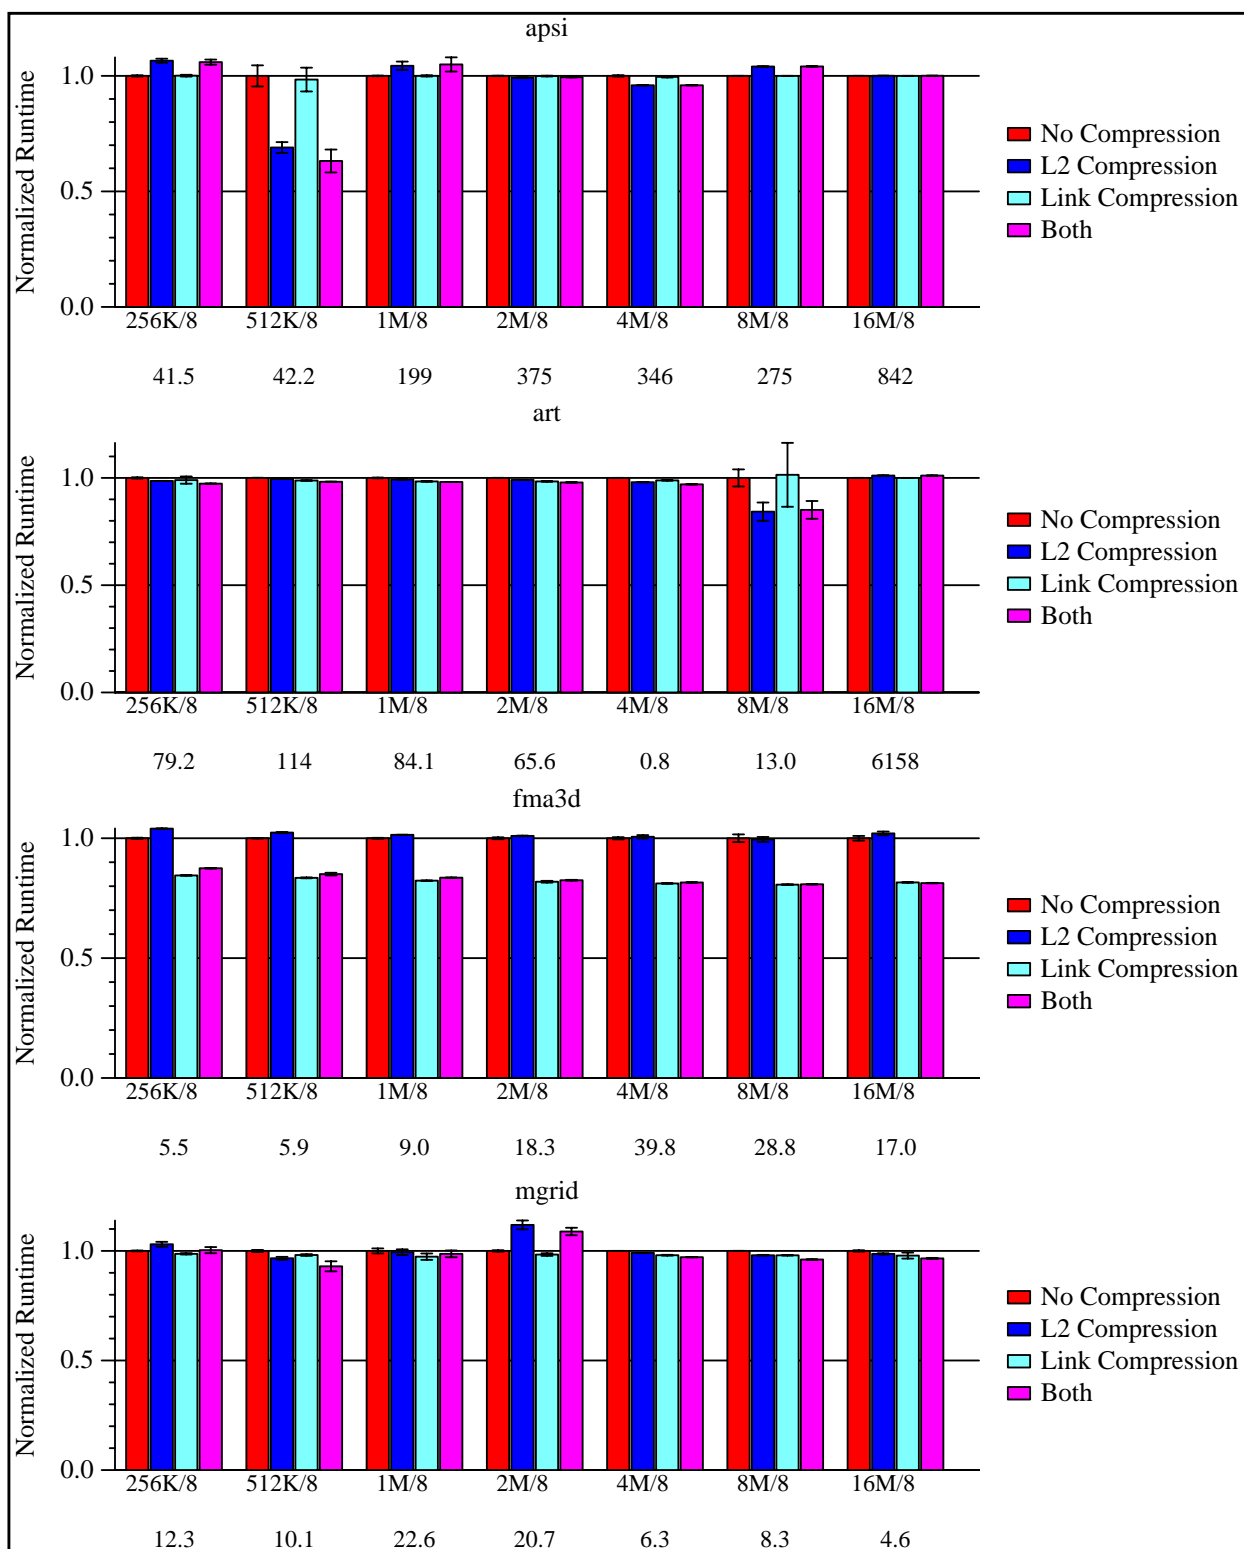 apsi
Normalized Runtime
1.0
0.5
0.0
256K/8 512K/8 1M/8 2M/8 4M/8 8M/8 16M/8
41.5 42.2 199 375 346 275 842
No Compression
L2 Compression
Link Compression
Both
art
Normalized Runtime
1.0
0.5
0.0
256K/8 512K/8 1M/8 2M/8 4M/8 8M/8 16M/8
79.2 114 84.1 65.6 0.8 13.0 6158
No Compression
L2 Compression
Link Compression
Both
fma3d
Normalized Runtime
1.0
0.5
0.0
256K/8 512K/8 1M/8 2M/8 4M/8 8M/8 16M/8
5.5 5.9 9.0 18.3 39.8 28.8 17.0
No Compression
L2 Compression
Link Compression
Both
mgrid
Normalized Runtime
1.0
0.5
0.0
256K/8 512K/8 1M/8 2M/8 4M/8 8M/8 16M/8
12.3 10.1 22.6 20.7 6.3 8.3 4.6
No Compression
L2 Compression
Link Compression
Both